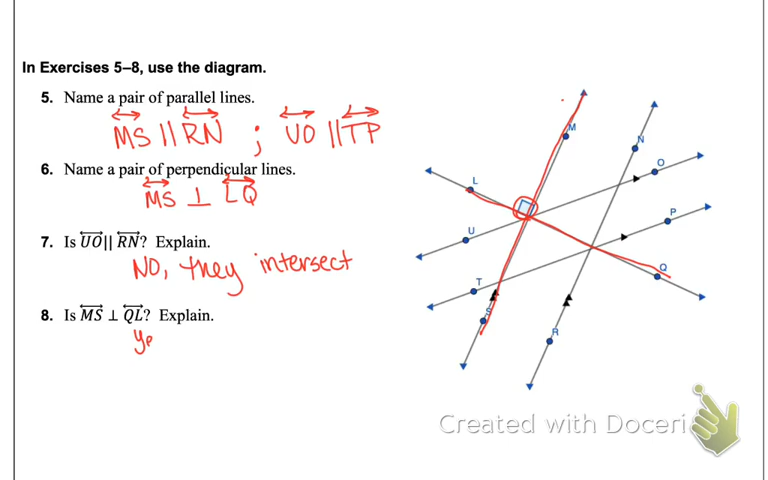 In Exercises 5–8, use the diagram.
5. Name a pair of parallel lines.
MS || RN ; UO || TP
6. Name a pair of perpendicular lines.
MS ⊥ LQ
7. Is UO || RN? Explain.
NO, they intersect
8. Is MS ⊥ QL? Explain.
ye
M
N
O
L
P
U
Q
T
S
R
Created with Doceri